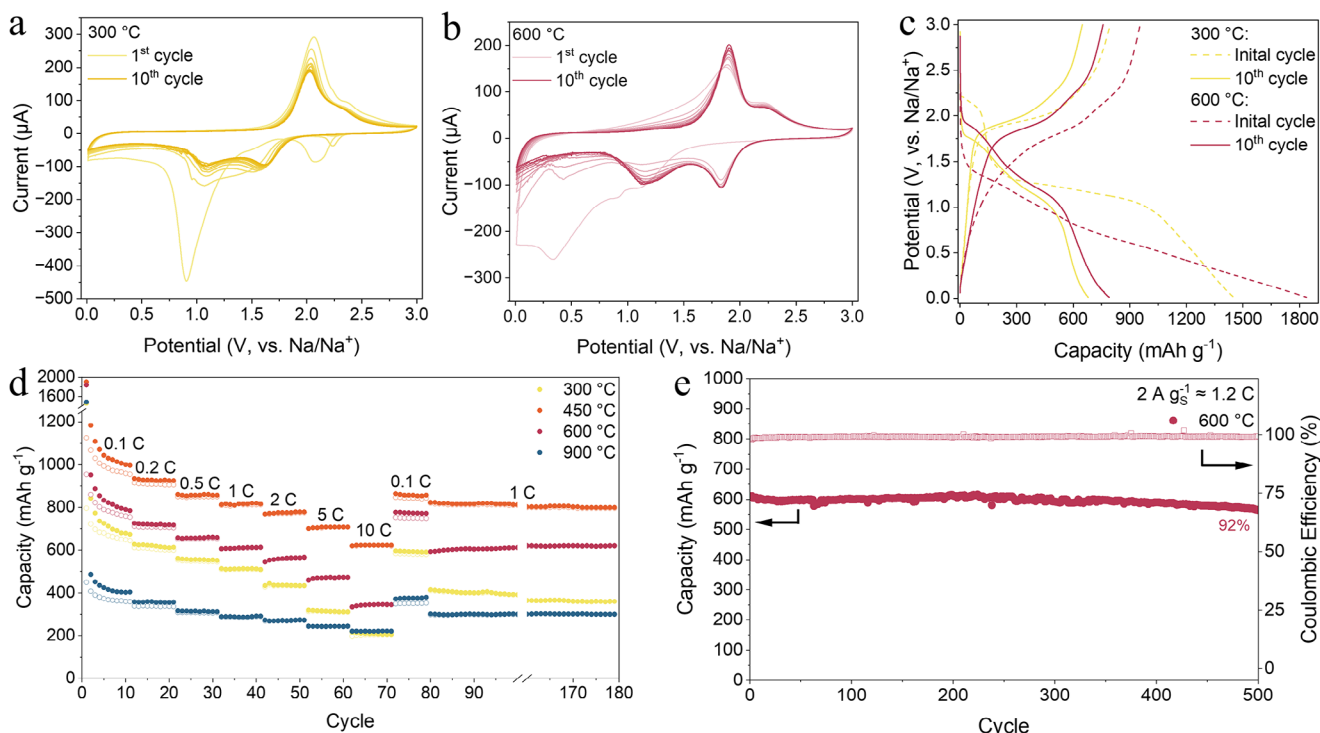 a
300 °C
1st cycle
10th cycle
300
200
100
0
−100
−200
−300
−400
−500
0.0 0.5 1.0 1.5 2.0 2.5 3.0
Current (µA)
Potential (V, vs. Na/Na+)
b
600 °C
1st cycle
10th cycle
200
100
0
−100
−200
−300
0.0 0.5 1.0 1.5 2.0 2.5 3.0
Current (µA)
Potential (V, vs. Na/Na+)
c
300 °C:
Inital cycle
10th cycle
600 °C:
Inital cycle
10th cycle
3.0
2.5
2.0
1.5
1.0
0.5
0.0
0 300 600 900 1200 1500 1800
Potential (V, vs. Na/Na+)
Capacity (mAh g-1)
d
300 °C
450 °C
600 °C
900 °C
0.1 C
0.2 C
0.5 C
1 C
2 C
5 C
10 C
0.1 C
1 C
2000
1600
1200
1000
800
600
400
200
0
0 10 20 30 40 50 60 70 80 90 170 180
Capacity (mAh g-1)
Cycle
e
2 A gS-1 ≈ 1.2 C
600 °C
92%
1000
900
800
700
600
500
400
300
200
100
0
0 100 200 300 400 500
100
75
50
25
0
Capacity (mAh g-1)
Coulombic Efficiency (%)
Cycle